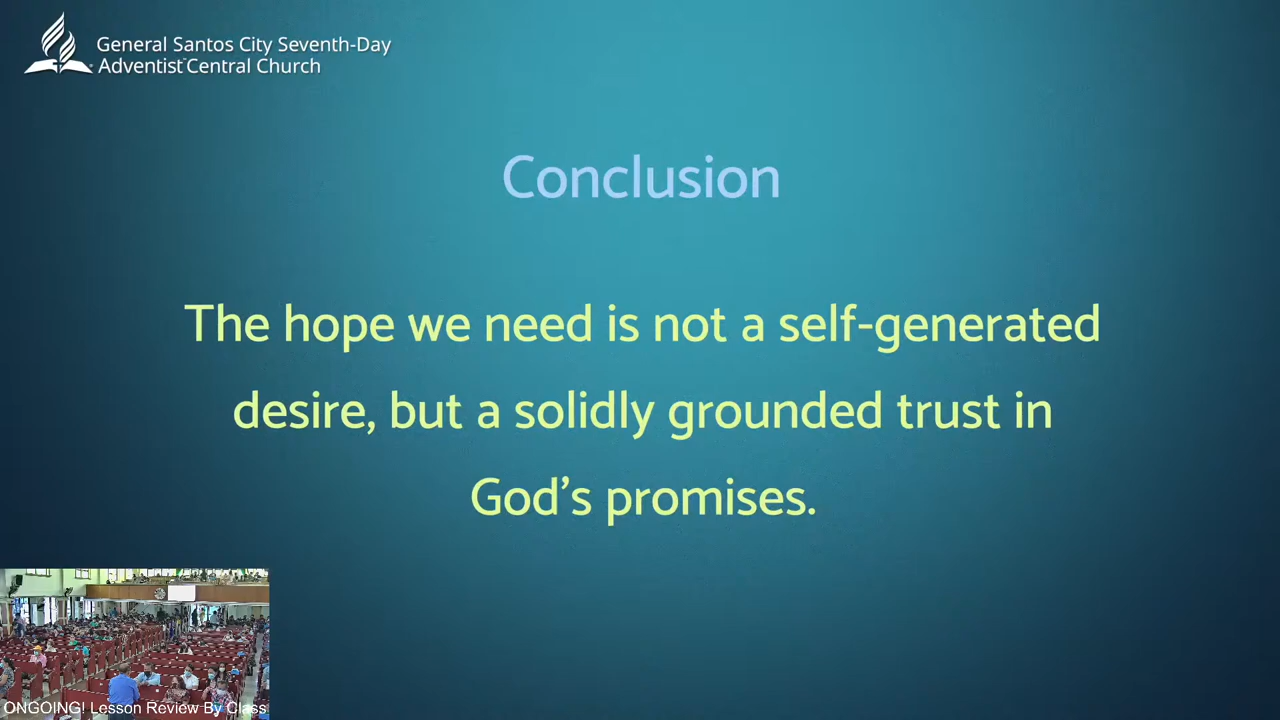 General Santos City Seventh-Day
Adventist Central Church
Conclusion
The hope we need is not a self-generated
desire, but a solidly grounded trust in
God's promises.
ONGOING! Lesson Review By Class